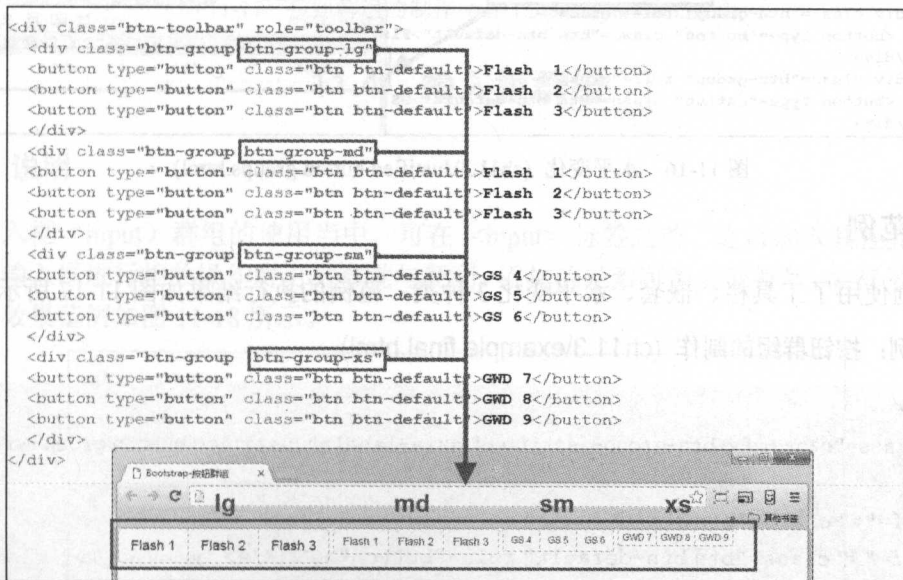 <div class="btn-toolbar" role="toolbar">
<div class="btn-group btn-group-lg">
<button type="button" class="btn btn-default">Flash 1</button>
<button type="button" class="btn btn-default">Flash 2</button>
<button type="button" class="btn btn-default">Flash 3</button>
</div>
<div class="btn-group btn-group-md">
<button type="button" class="btn btn-default">Flash 1</button>
<button type="button" class="btn btn-default">Flash 2</button>
<button type="button" class="btn btn-default">Flash 3</button>
</div>
<div class="btn-group btn-group-sm">
<button type="button" class="btn btn-default">GS 4</button>
<button type="button" class="btn btn-default">GS 5</button>
<button type="button" class="btn btn-default">GS 6</button>
</div>
<div class="btn-group btn-group-xs">
<button type="button" class="btn btn-default">GWD 7</button>
<button type="button" class="btn btn-default">GWD 8</button>
<button type="button" class="btn btn-default">GWD 9</button>
</div>
</div>
Bootstrap-按钮群组
lg md sm xs
其他书签
Flash 1 Flash 2 Flash 3 Flash 1 Flash 2 Flash 3 GS 4 GS 5 GS 6 GWD 7 GWD 8 GWD 9